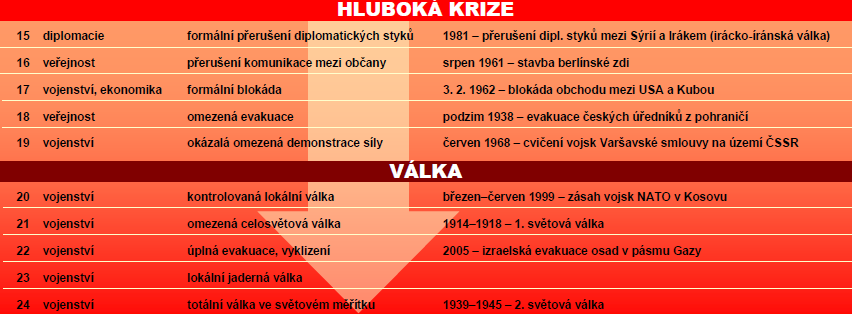 HLUBOKÁ KRIZE
15 diplomacie formální přerušení diplomatických styků 1981 – přerušení dipl. styků mezi Sýrií a Irákem (irácko-íránská válka)
16 veřejnost přerušení komunikace mezi občany srpen 1961 – stavba berlínské zdi
17 vojenství, ekonomika formální blokáda 3. 2. 1962 – blokáda obchodu mezi USA a Kubou
18 veřejnost omezená evakuace podzim 1938 – evakuace českých úředníků z pohraničí
19 vojenství okázalá omezená demonstrace síly červen 1968 – cvičení vojsk Varšavské smlouvy na území ČSSR
VÁLKA
20 vojenství kontrolovaná lokální válka březen–červen 1999 – zásah vojsk NATO v Kosovu
21 vojenství omezená celosvětová válka 1914–1918 – 1. světová válka
22 vojenství úplná evakuace, vyklizení 2005 – izraelská evakuace osad v pásmu Gazy
23 vojenství lokální jaderná válka
24 vojenství totální válka ve světovém měřítku 1939–1945 – 2. světová válka